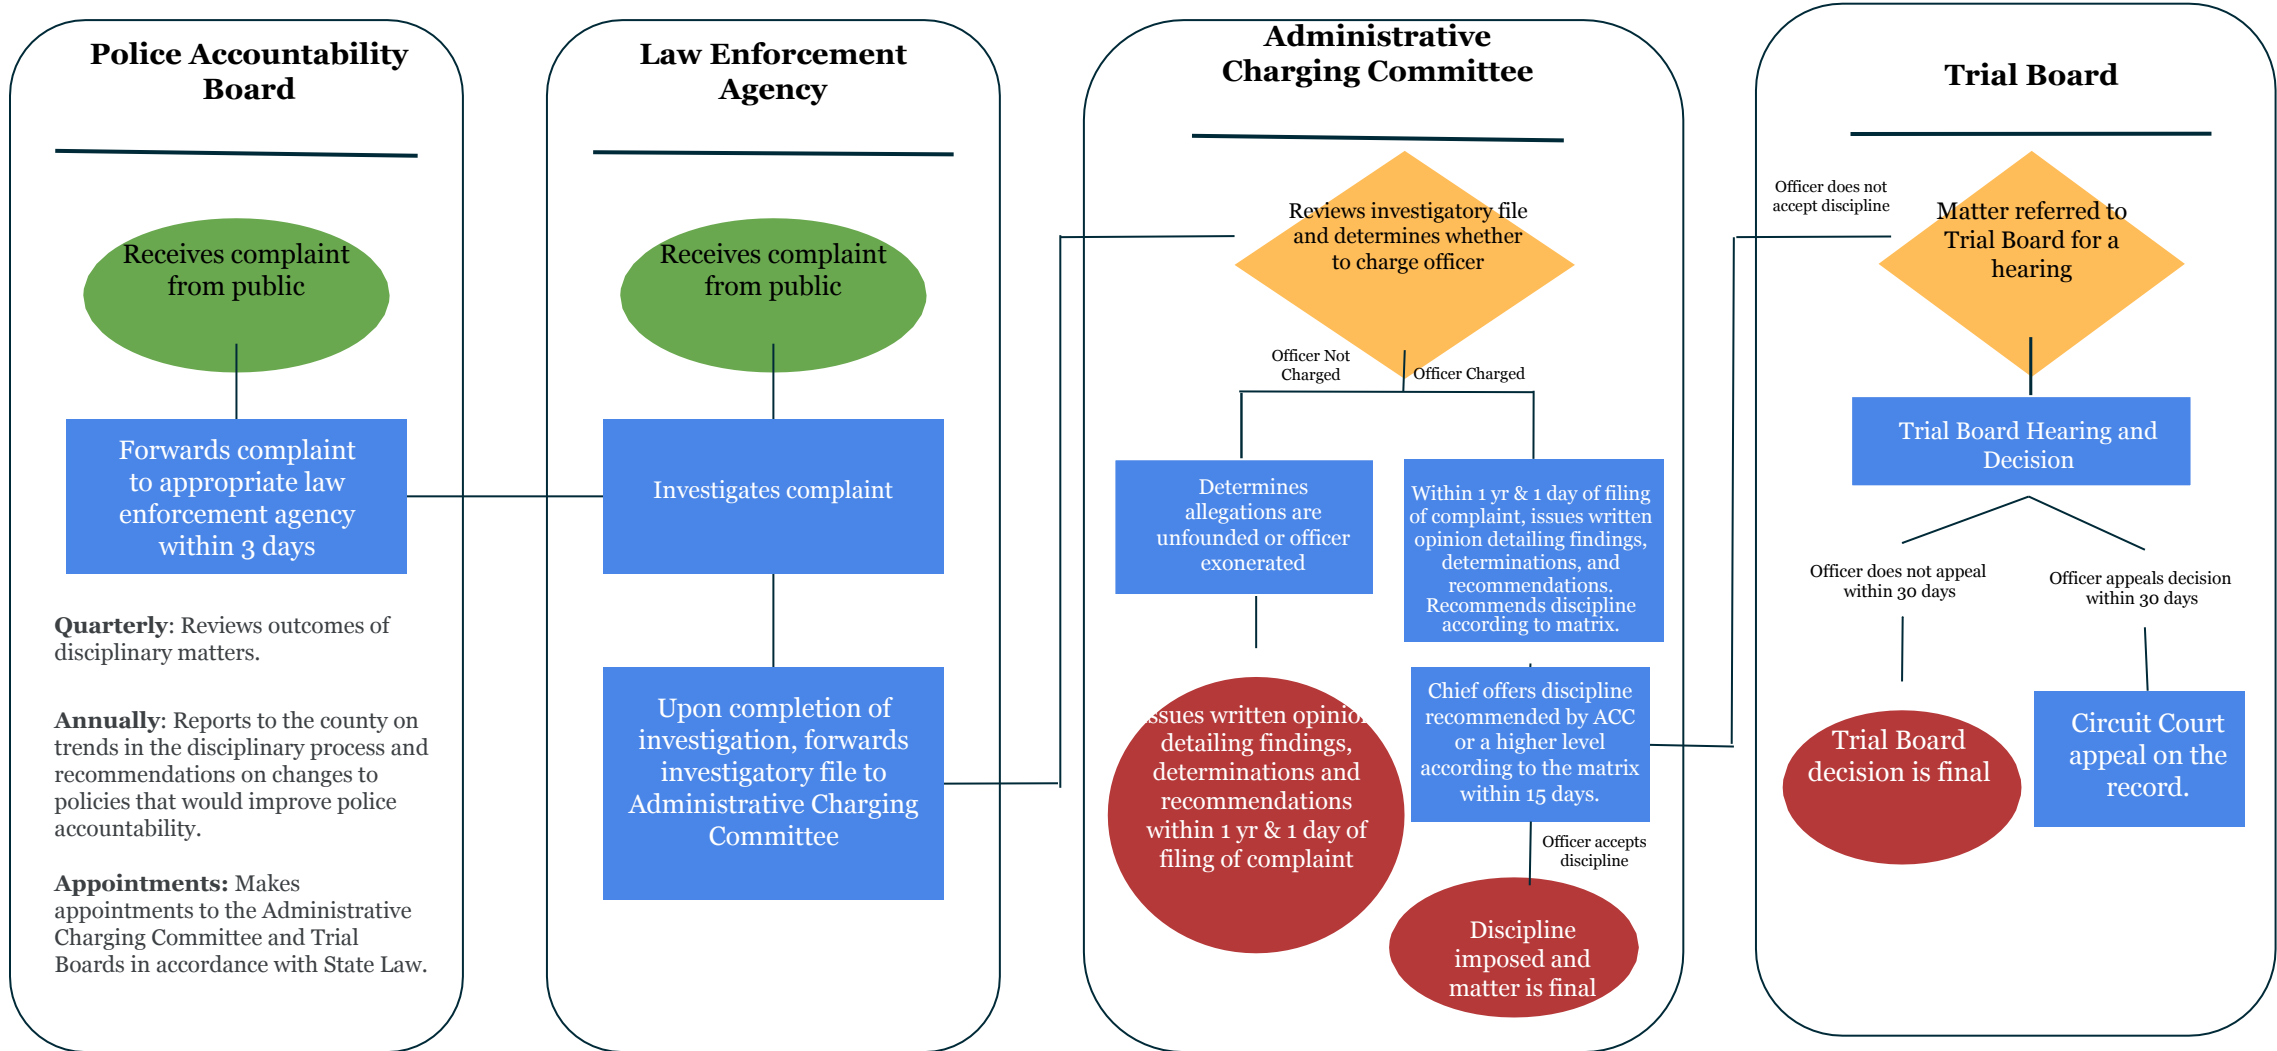 Police Accountability
Board
Receives complaint
from public
Forwards complaint
to appropriate law
enforcement agency
within 3 days
Quarterly: Reviews outcomes of
disciplinary matters.
Annually: Reports to the county on
trends in the disciplinary process and
recommendations on changes to
policies that would improve police
accountability.
Appointments: Makes
appointments to the Administrative
Charging Committee and Trial
Boards in accordance with State Law.
Law Enforcement
Agency
Receives complaint
from public
Investigates complaint
Upon completion of
investigation, forwards
investigatory file to
Administrative Charging
Committee
Administrative
Charging Committee
Reviews investigatory file
and determines whether
to charge officer
Officer Not
Charged
Officer Charged
Determines
allegations are
unfounded or officer
exonerated
Issues written opinion
detailing findings,
determinations and
recommendations
within 1 yr & 1 day of
filing of complaint
Within 1 yr & 1 day of filing
of complaint, issues written
opinion detailing findings,
determinations, and
recommendations.
Recommends discipline
according to matrix.
Chief offers discipline
recommended by ACC
or a higher level
according to the matrix
within 15 days.
Officer accepts
discipline
Discipline
imposed and
matter is final
Trial Board
Officer does not
accept discipline
Matter referred to
Trial Board for a
hearing
Trial Board Hearing and
Decision
Officer does not appeal
within 30 days
Officer appeals decision
within 30 days
Trial Board
decision is final
Circuit Court
appeal on the
record.